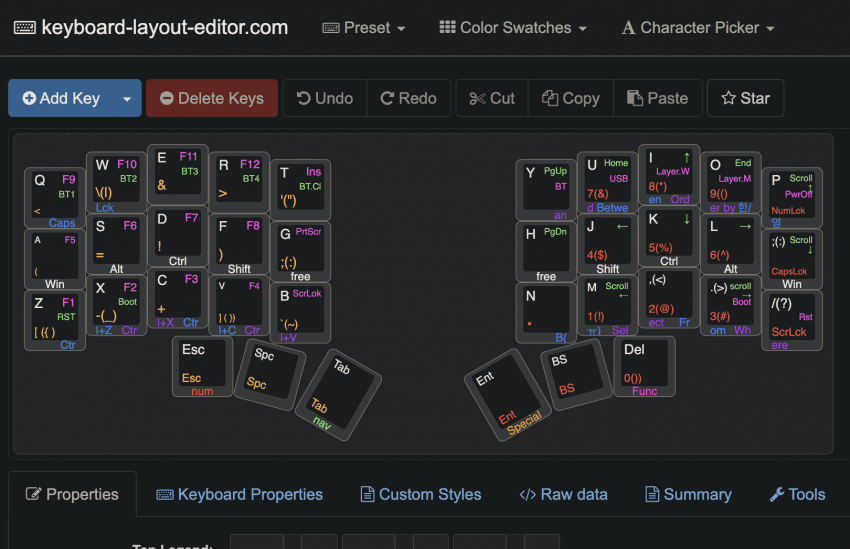 keyboard-layout-editor.com Preset Color Swatches A Character Picker
Add Key Delete Keys Undo Redo Cut Copy Paste Star
Q F9
BT1
<
Caps
W F10
BT2
\(|)
Lck
E F11
BT3
&
R F12
BT4
>
T Ins
BT.Cl
'(")
Y PgUp
BT
an
U Home
USB
7(&)
d Betwe
I ↑
Layer.W
8(*)
en Ord
O End
Layer.M
9(()
er by 한/
P Scroll
↑
PwrOff
NumLck
영
A F5
(
Win
S F6
=
Alt
D F7
!
Ctrl
F F8
)
Shift
G PrtScr
;(:)
free
H PgDn
free
J ←
4($)
Shift
K ↓
5(%)
Ctrl
L →
6(^)
Alt
;(:) Scroll
↓
CapsLck
Win
Z F1
RST
[ ({ )
Ctr
X F2
Boot
-(_)
l+Z Ctr
C F3
+
l+X Ctr
V F4
] (})
l+C Ctr
B ScrLok
`(~)
l+V
N
.
B(
M Scroll
←
1(!)
ㅠ) Sel
,(<)
2(@)
ect Fr
.(>) scroll
→
Boot
3(#)
om Wh
/(?)
Rst
ScrLck
ere
Esc
Esc
num
Spc
Spc
Tab
Tab
nav
Ent
Ent
Special
BS
BS
Del
0())
Func
Properties Keyboard Properties Custom Styles </> Raw data Summary Tools
Top Legend: